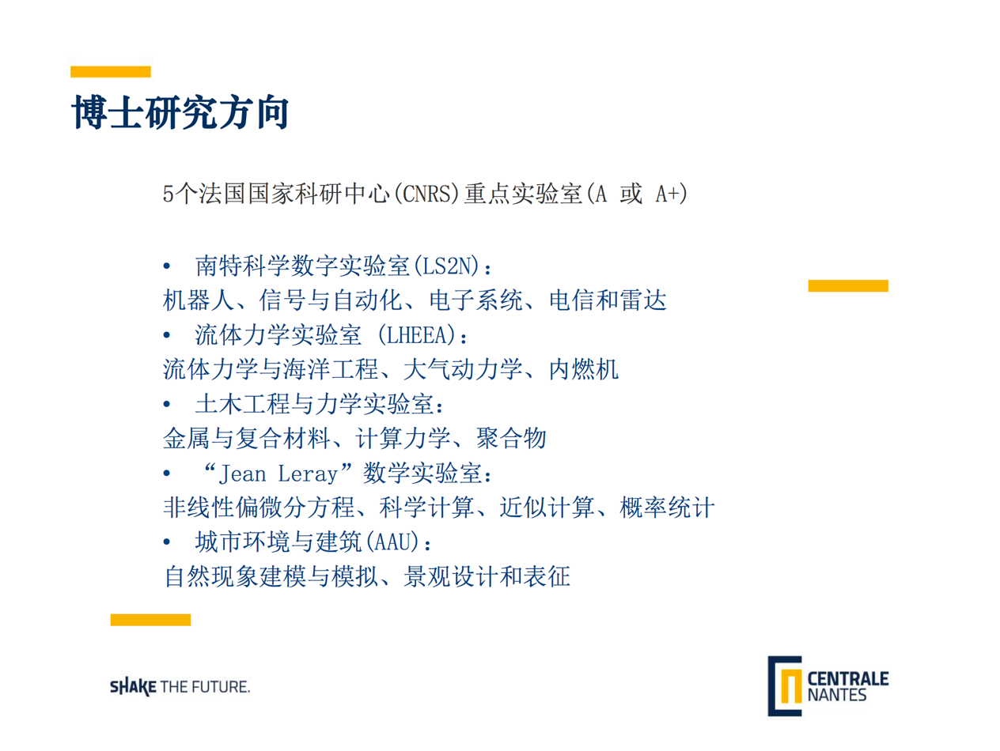 博士研究方向
5个法国国家科研中心(CNRS)重点实验室(A 或 A+)
• 南特科学数字实验室(LS2N)：
机器人、信号与自动化、电子系统、电信和雷达
• 流体力学实验室 (LHEEA)：
流体力学与海洋工程、大气动力学、内燃机
• 土木工程与力学实验室：
金属与复合材料、计算力学、聚合物
• “Jean Leray”数学实验室：
非线性偏微分方程、科学计算、近似计算、概率统计
• 城市环境与建筑(AAU)：
自然现象建模与模拟、景观设计和表征
SHAKE THE FUTURE.
CENTRALE
NANTES